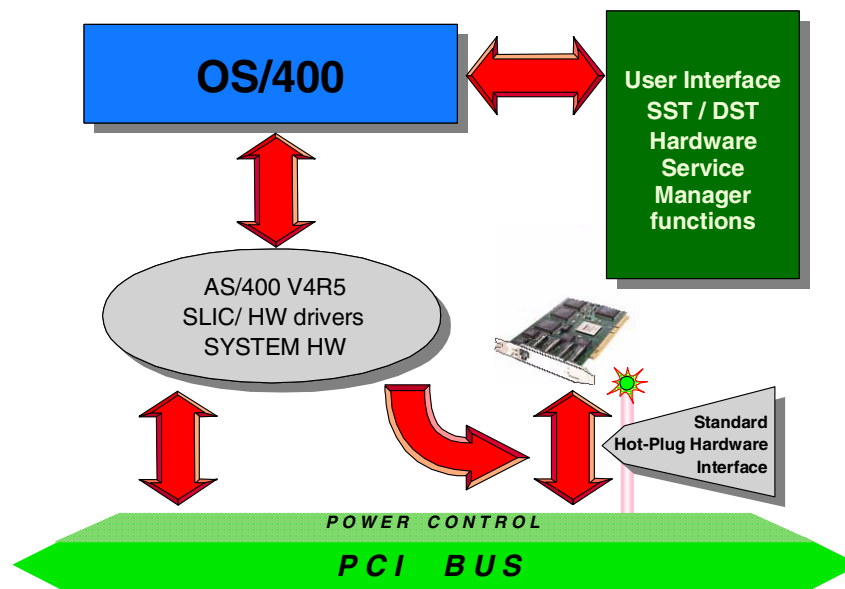 OS/400
User Interface
SST / DST
Hardware
Service
Manager
functions
AS/400 V4R5
SLIC/ HW drivers
SYSTEM HW
Standard
Hot-Plug Hardware
Interface
POWER CONTROL
PCI BUS